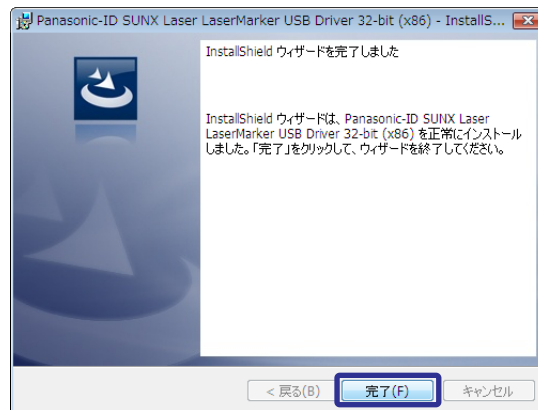 Panasonic-ID SUNX Laser LaserMarker USB Driver 32-bit (x86) - InstallS...
InstallShield ウィザードを完了しました
InstallShield ウィザードは、Panasonic-ID SUNX Laser
LaserMarker USB Driver 32-bit (x86) を正常にインストール
しました。「完了」をクリックして、ウィザードを終了してください。
< 戻る(B)
完了(F)
キャンセル